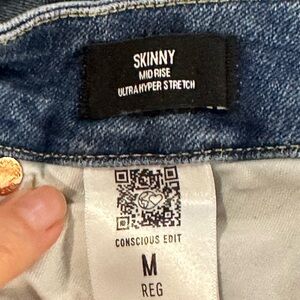 SKINNY
MID RISE
ULTRA HYPER STRETCH
CONSCIOUS EDIT
M
REG